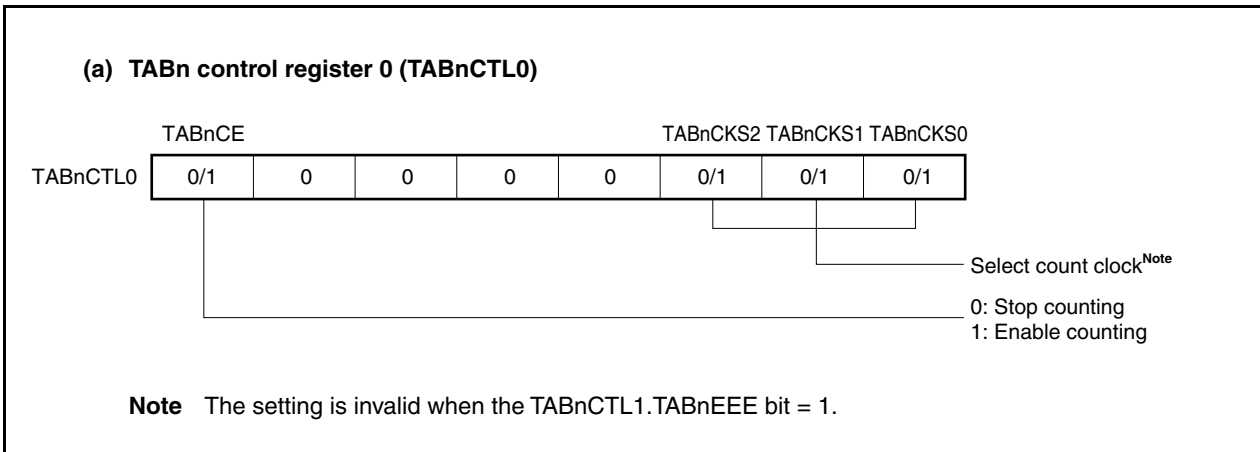 (a) TABn control register 0 (TABnCTL0)
TABnCE TABnCKS2 TABnCKS1 TABnCKS0
TABnCTL0 0/1 0 0 0 0 0/1 0/1 0/1
Select count clockNote
0: Stop counting
1: Enable counting
Note The setting is invalid when the TABnCTL1.TABnEEE bit = 1.